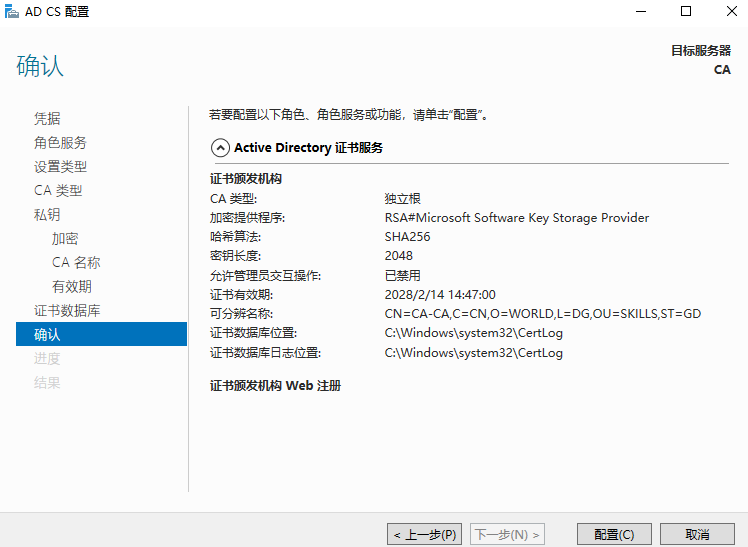 AD CS 配置
确认
目标服务器
CA
凭据
角色服务
设置类型
CA 类型
私钥
加密
CA 名称
有效期
证书数据库
确认
进度
结果
若要配置以下角色、角色服务或功能，请单击“配置”。
Active Directory 证书服务
证书颁发机构
CA 类型: 独立根
加密提供程序: RSA#Microsoft Software Key Storage Provider
哈希算法: SHA256
密钥长度: 2048
允许管理员交互操作: 已禁用
证书有效期: 2028/2/14 14:47:00
可分辨名称: CN=CA-CA,C=CN,O=WORLD,L=DG,OU=SKILLS,ST=GD
证书数据库位置: C:\Windows\system32\CertLog
证书数据库日志位置: C:\Windows\system32\CertLog
证书颁发机构 Web 注册
< 上一步(P) 下一步(N) > 配置(C) 取消